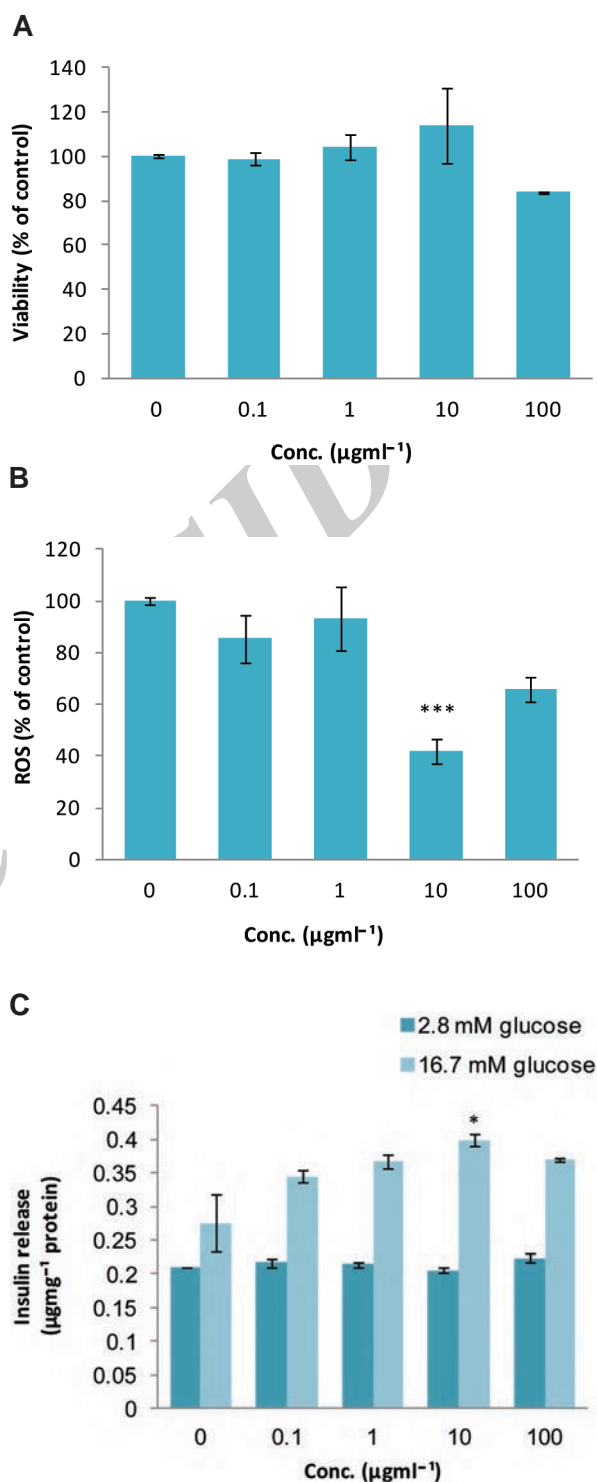 A
140
120
100
80
60
40
20
0
Viability (% of control)
0 0.1 1 10 100
Conc. (µgml⁻¹)
B
120
100
80
60
40
20
0
ROS (% of control)
***
0 0.1 1 10 100
Conc. (µgml⁻¹)
C
2.8 mM glucose
16.7 mM glucose
0.45
0.4
0.35
0.3
0.25
0.2
0.15
0.1
0.05
0
Insulin release
(µgmg⁻¹ protein)
*
0 0.1 1 10 100
Conc. (µgml⁻¹)